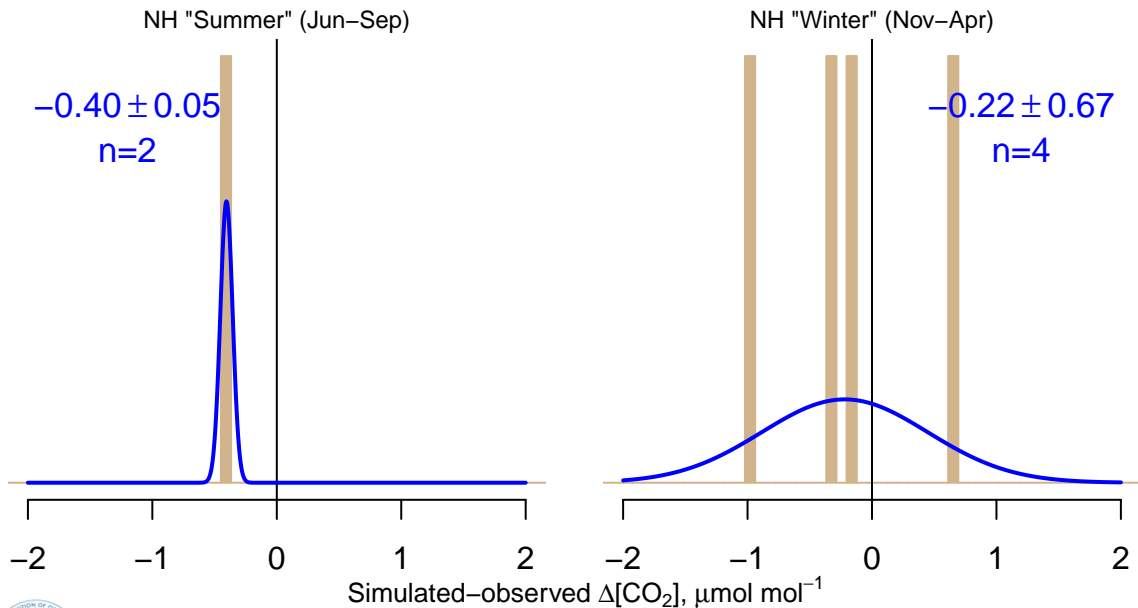 NH "Summer" (Jun−Sep)
−0.40 ± 0.05
n=2
−2 −1 0 1 2
NH "Winter" (Nov−Apr)
−0.22 ± 0.67
n=4
−2 −1 0 1 2
Simulated−observed Δ[CO₂], μmol mol⁻¹